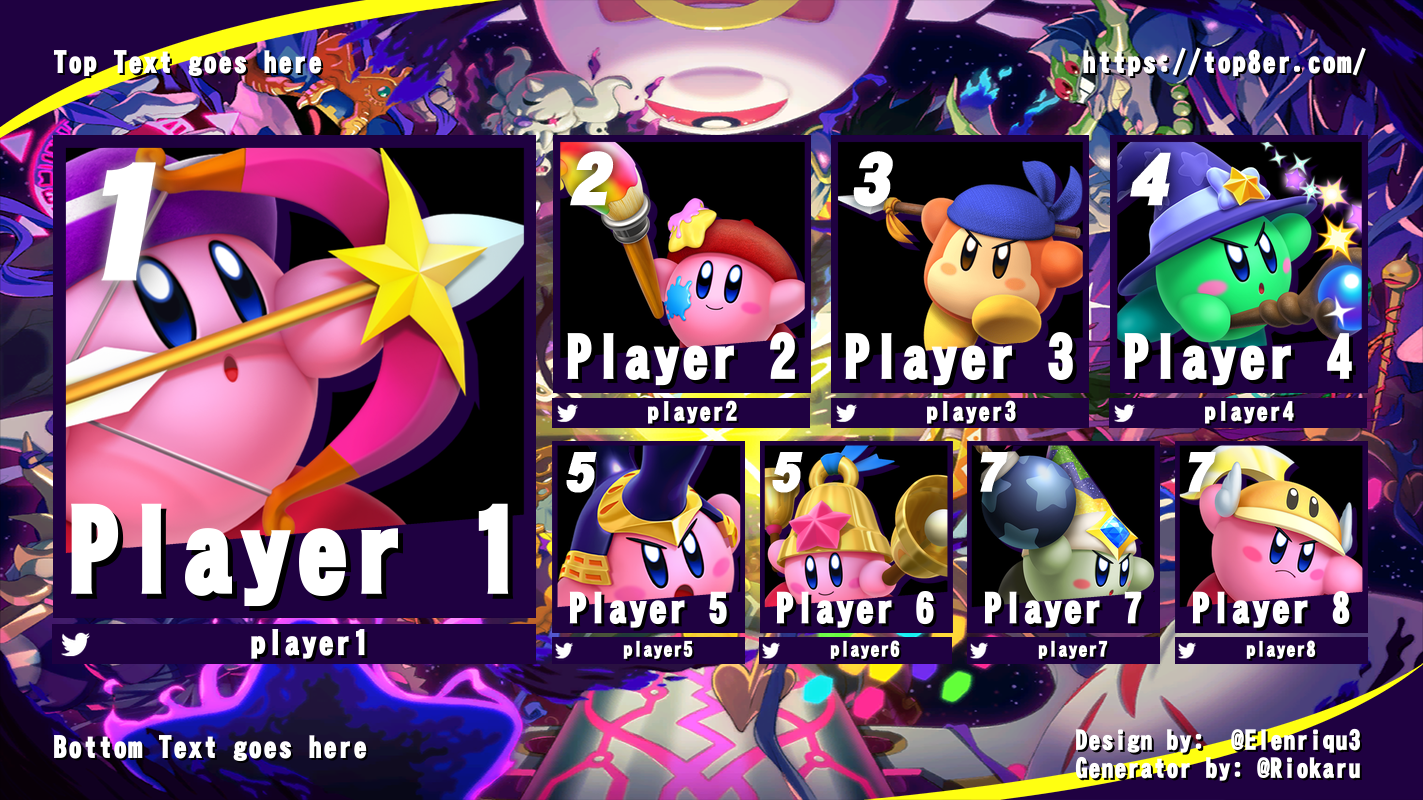 Top Text goes here
https://top8er.com/
1
Player 1
player1
2
Player 2
player2
3
Player 3
player3
4
Player 4
player4
5
Player 5
player5
5
Player 6
player6
7
Player 7
player7
7
Player 8
player8
Bottom Text goes here
Design by: @Elenriqu3
Generator by: @Riokaru